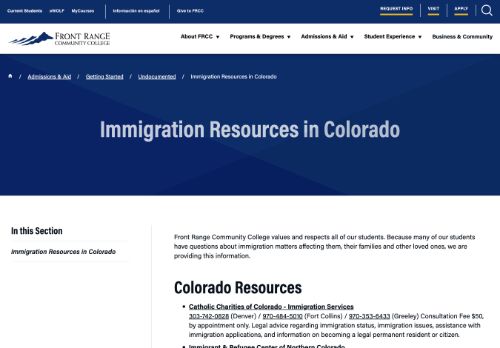 Current Students eWOLF MyCourses Información en español Give to FRCC REQUEST INFO VISIT APPLY
FRONT RANGE
COMMUNITY COLLEGE
About FRCC Programs & Degrees Admissions & Aid Student Experience Business & Community
/ Admissions & Aid / Getting Started / Undocumented / Immigration Resources in Colorado
Immigration Resources in Colorado
In this Section
Immigration Resources in Colorado
Front Range Community College values and respects all of our students. Because many of our students
have questions about immigration matters affecting them, their families and other loved ones, we are
providing this information.
Colorado Resources
Catholic Charities of Colorado - Immigration Services
303-742-0828 (Denver) / 970-484-5010 (Fort Collins) / 970-353-6433 (Greeley) Consultation Fee $50,
by appointment only. Legal advice regarding immigration status, immigration issues, assistance with
immigration applications, and information on becoming a legal permanent resident or citizen.
Immigrant & Refugee Center of Northern Colorado